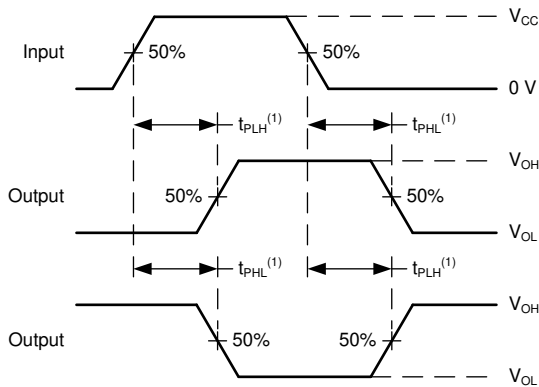 V_CC
Input 50% 50%
0 V
t_PLH^(1) t_PHL^(1)
V_OH
Output 50% 50%
V_OL
t_PHL^(1) t_PLH^(1)
V_OH
Output 50% 50%
V_OL